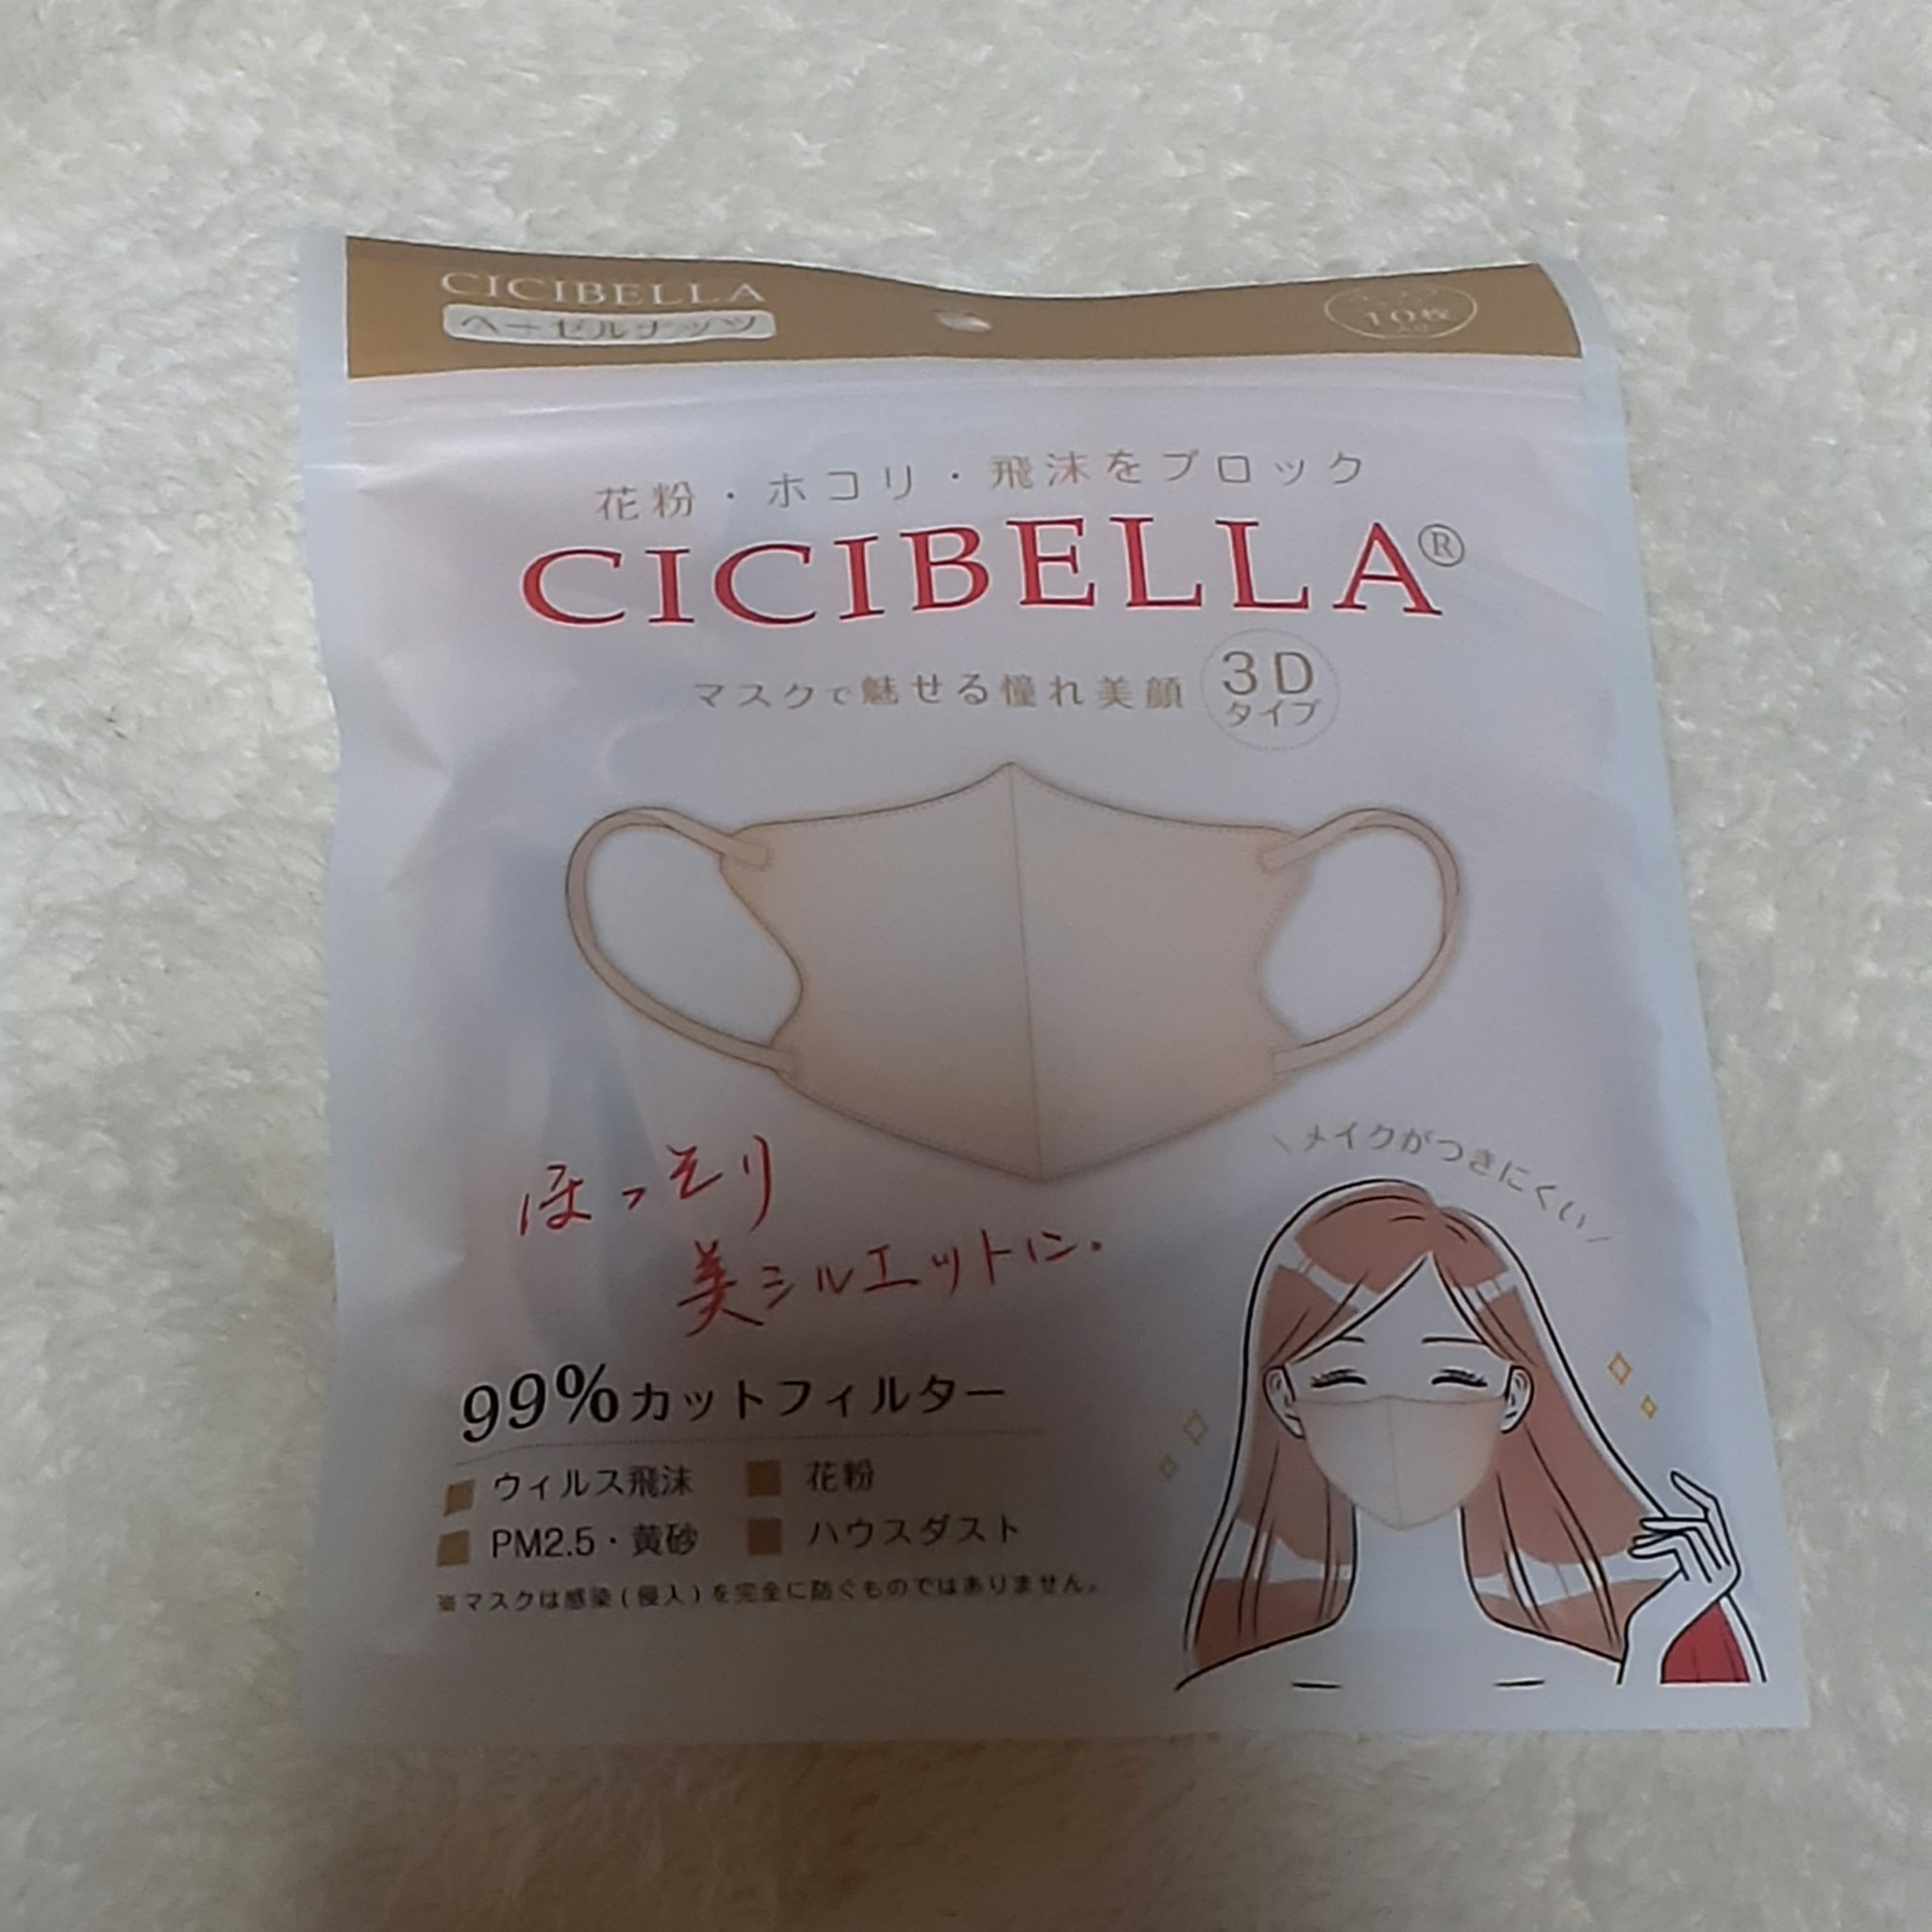 CICIBELLA
ヘーゼルナッツ
10枚
花粉・ホコリ・飛沫をブロック
CICIBELLA®
マスクで魅せる憧れ美顔
3D
タイプ
ほっそり
美シルエットに.
\メイクがつきにくい/
99%カットフィルター
ウィルス飛沫
花粉
PM2.5・黄砂
ハウスダスト
※マスクは感染(侵入)を完全に防ぐものではありません。